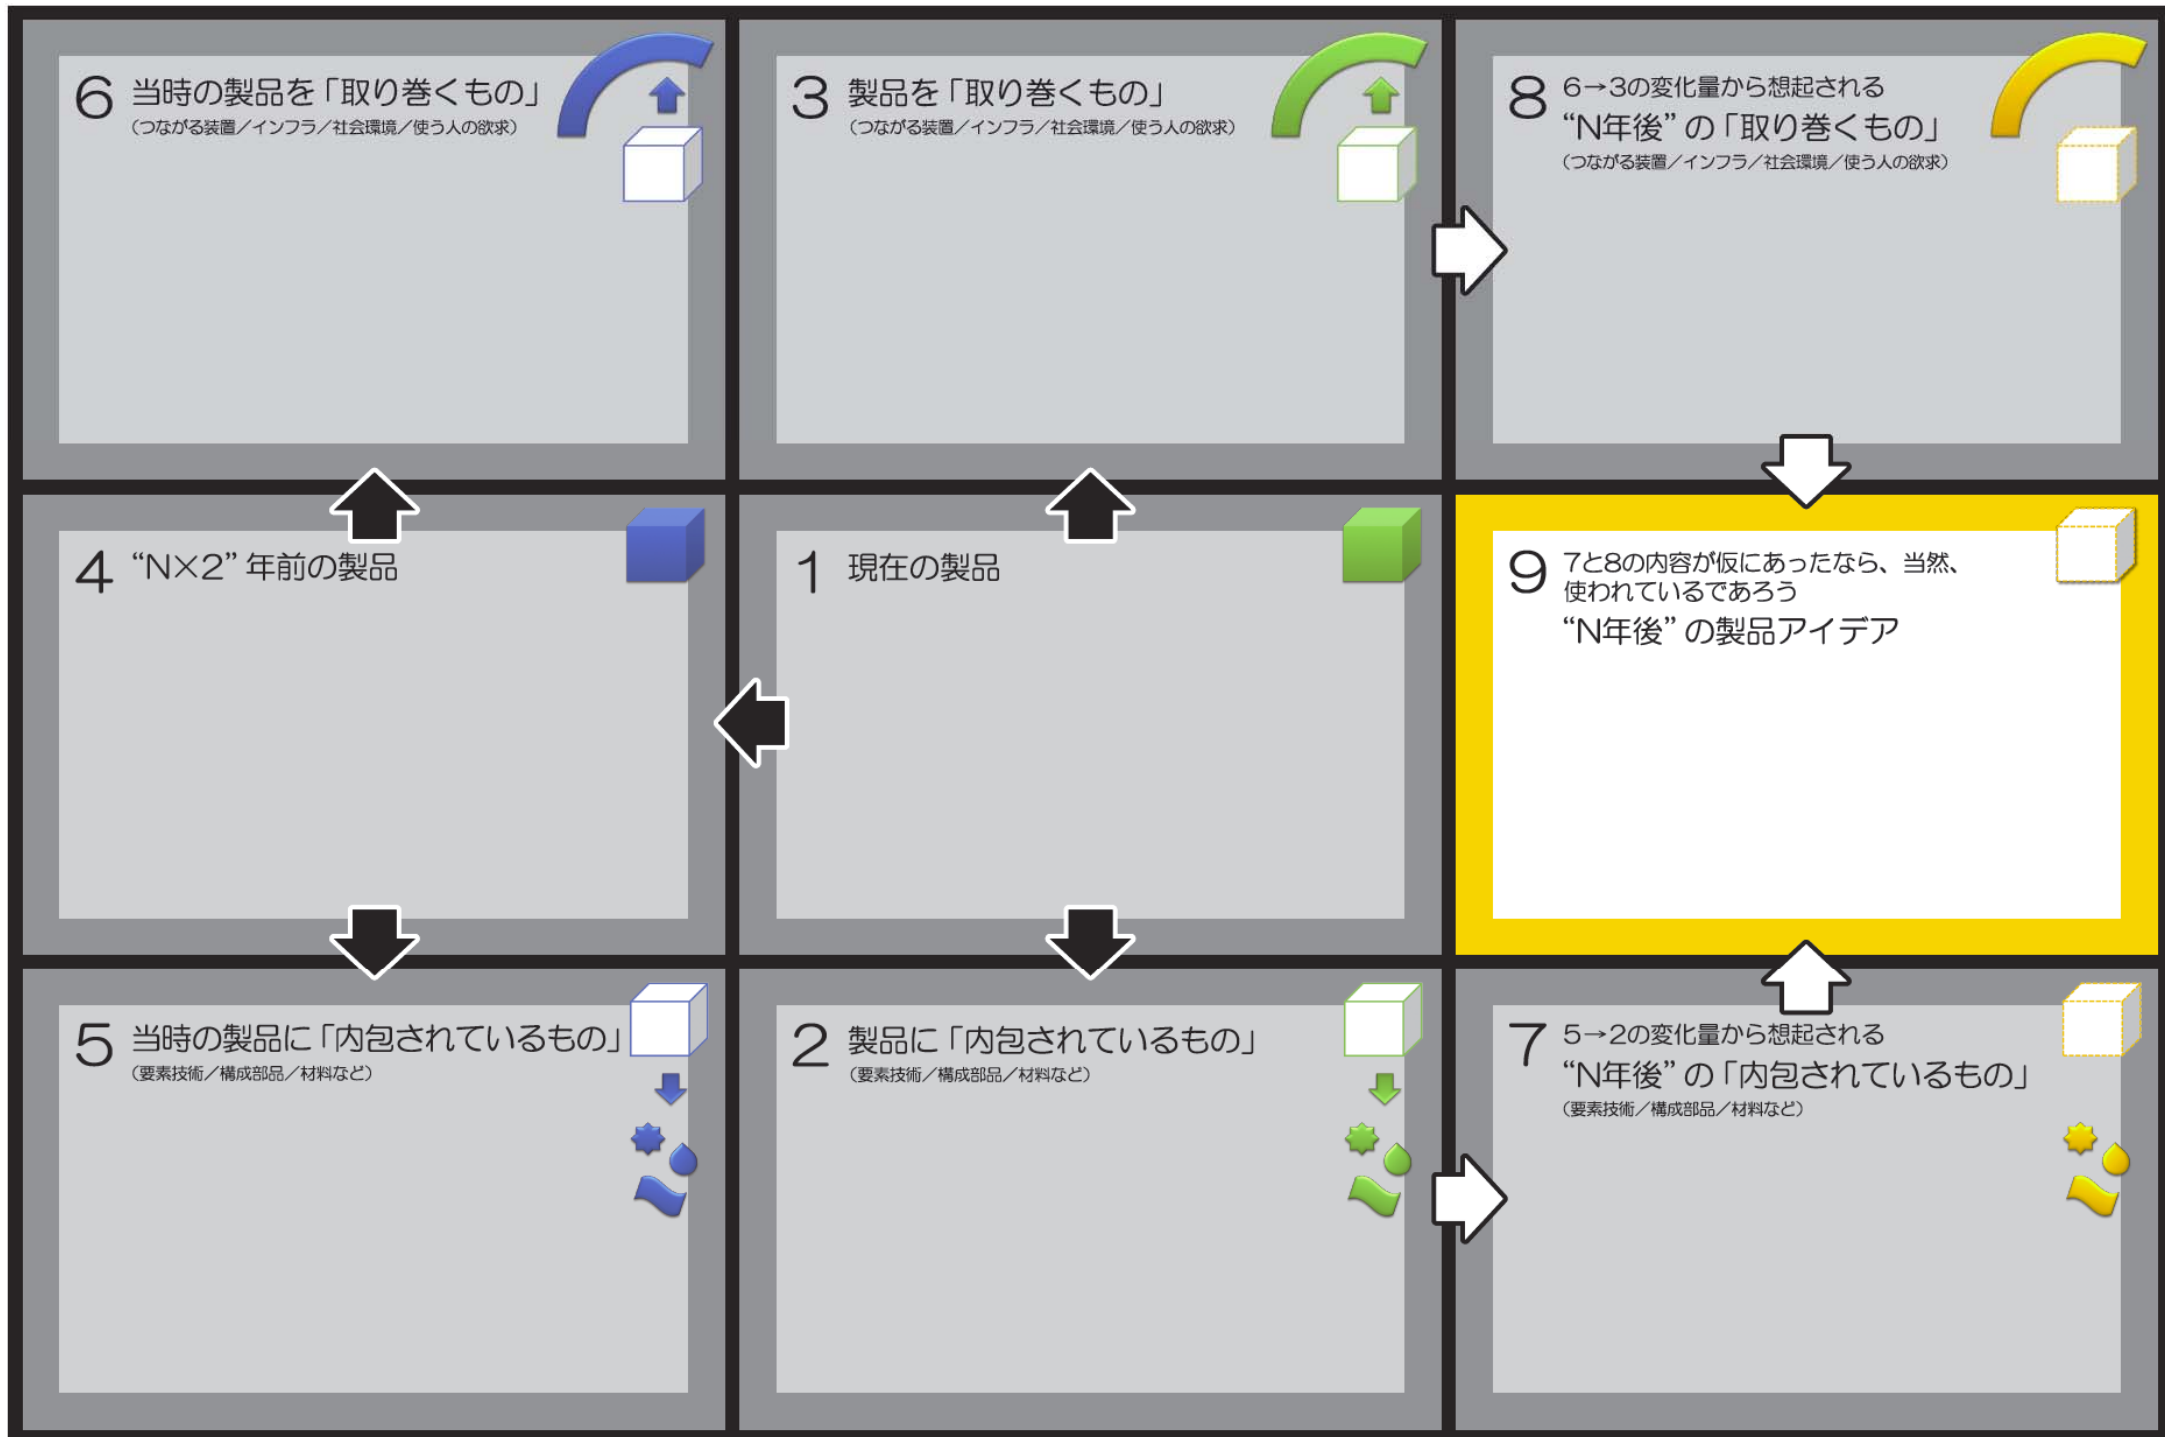 6 当時の製品を「取り巻くもの」
(つながる装置／インフラ／社会環境／使う人の欲求)
3 製品を「取り巻くもの」
(つながる装置／インフラ／社会環境／使う人の欲求)
8 6→3の変化量から想起される
“N年後”の「取り巻くもの」
(つながる装置／インフラ／社会環境／使う人の欲求)
4 “N×2”年前の製品
1 現在の製品
9 7と8の内容が仮にあったなら、当然、
使われているであろう
“N年後”の製品アイデア
5 当時の製品に「内包されているもの」
(要素技術／構成部品／材料など)
2 製品に「内包されているもの」
(要素技術／構成部品／材料など)
7 5→2の変化量から想起される
“N年後”の「内包されているもの」
(要素技術／構成部品／材料など)